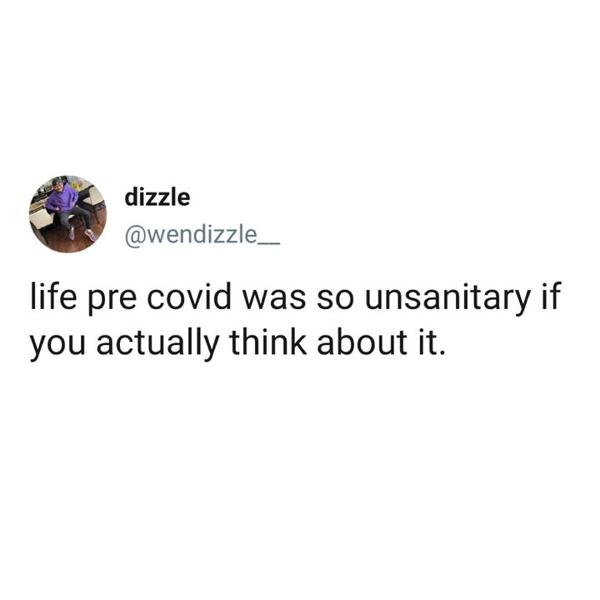 dizzle
@wendizzle__
life pre covid was so unsanitary if
you actually think about it.